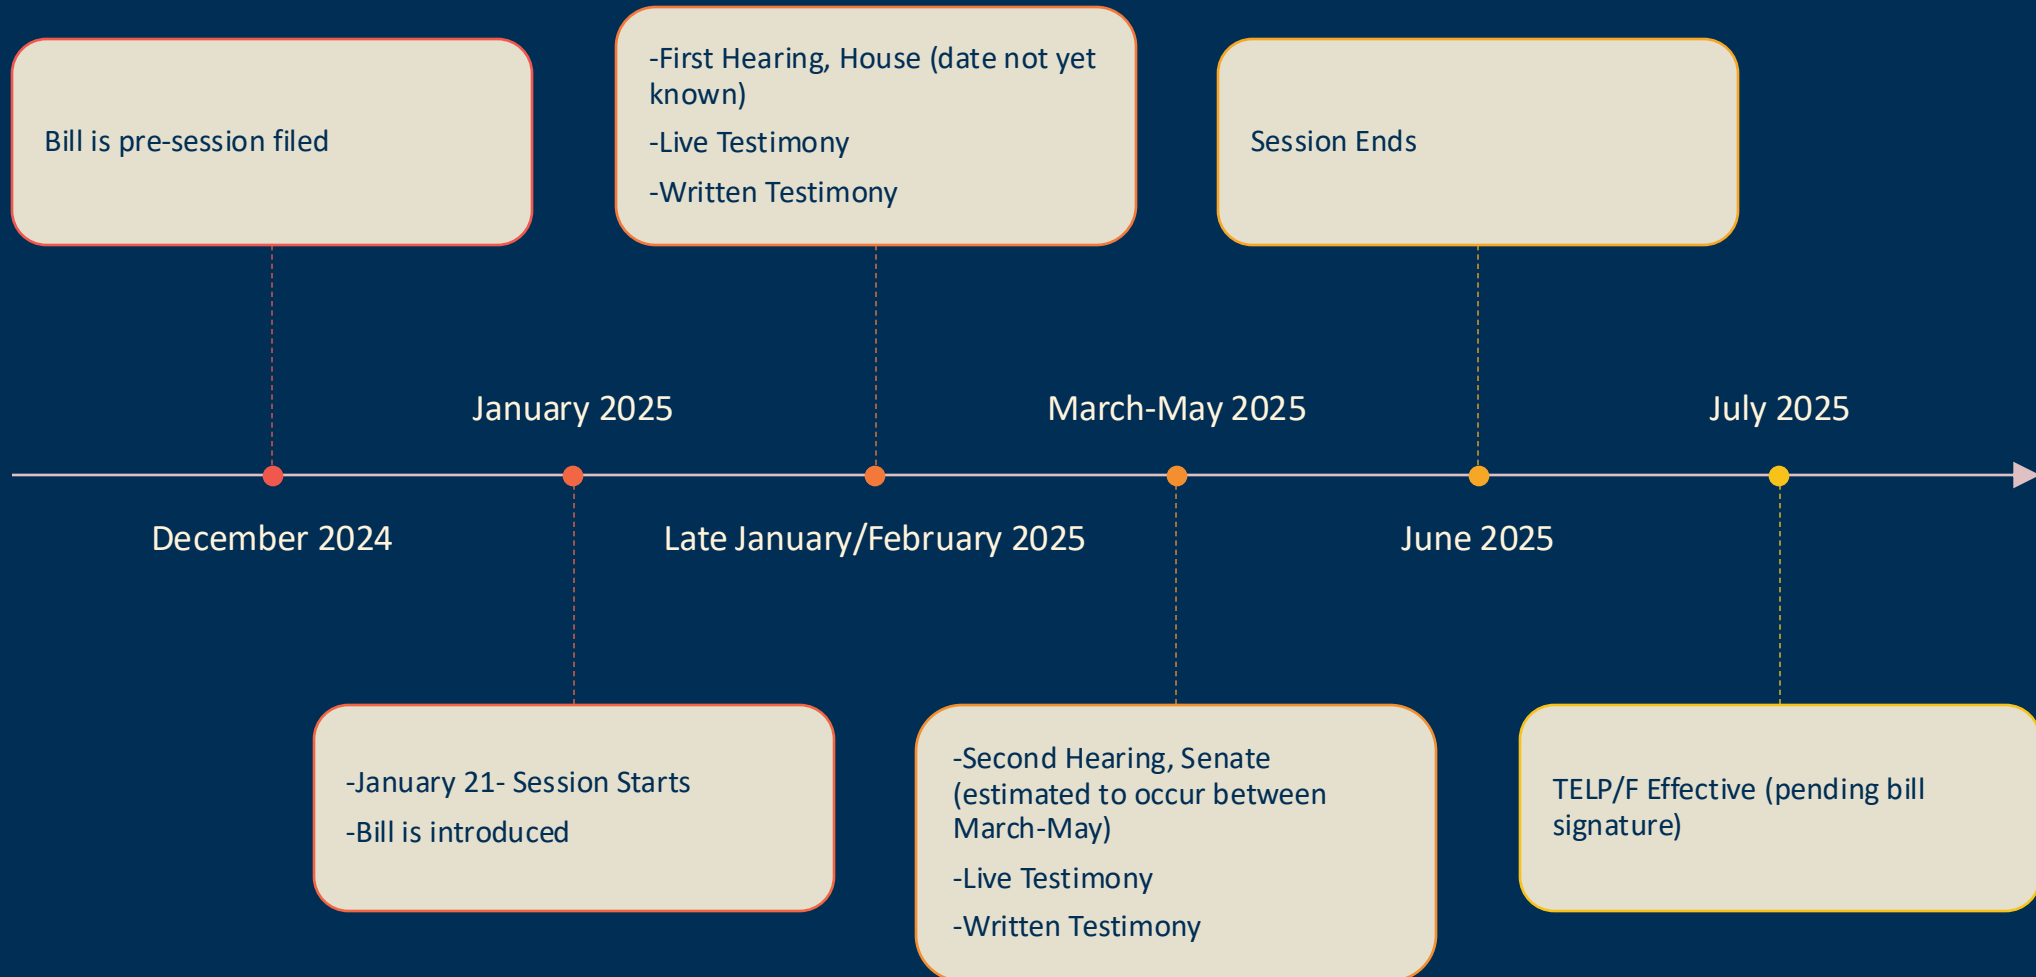 Bill is pre-session filed
-First Hearing, House (date not yet
known)
-Live Testimony
-Written Testimony
Session Ends
January 2025
March-May 2025
July 2025
December 2024
Late January/February 2025
June 2025
-January 21- Session Starts
-Bill is introduced
-Second Hearing, Senate
(estimated to occur between
March-May)
-Live Testimony
-Written Testimony
TELP/F Effective (pending bill
signature)